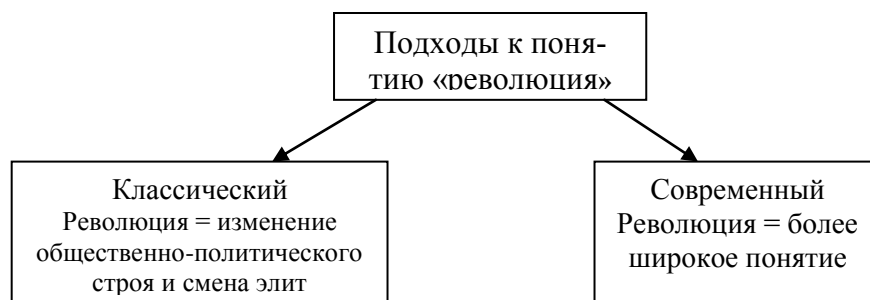 Подходы к поня-
тию «революция»
Классический
Революция = изменение
общественно-политического
строя и смена элит
Современный
Революция = более
широкое понятие